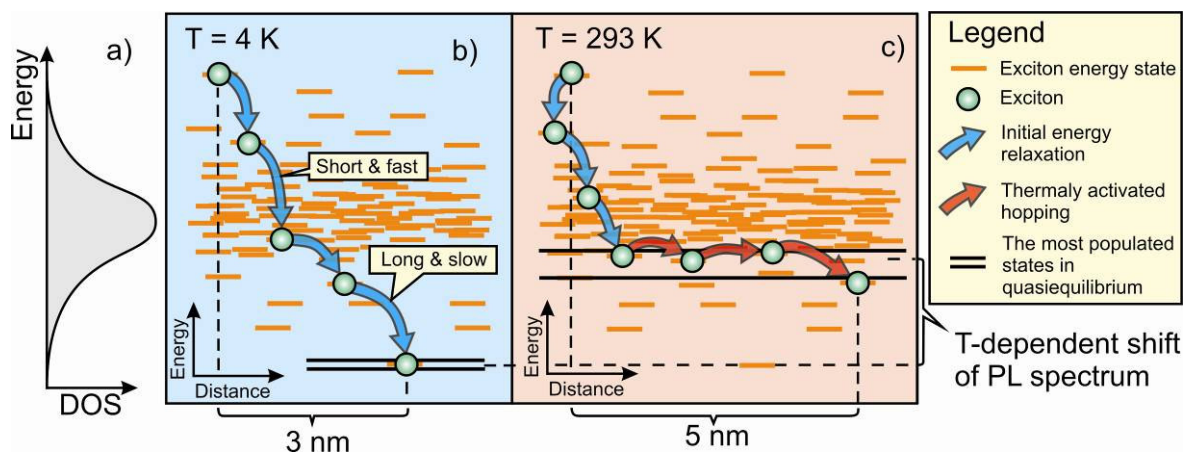 Energy
a)
DOS
T = 4 K
b)
Short & fast
Long & slow
Energy
Distance
3 nm
T = 293 K
c)
Energy
Distance
5 nm
Legend
Exciton energy state
Exciton
Initial energy
relaxation
Thermaly activated
hopping
The most populated
states in
quasiequilibrium
T-dependent shift
of PL spectrum